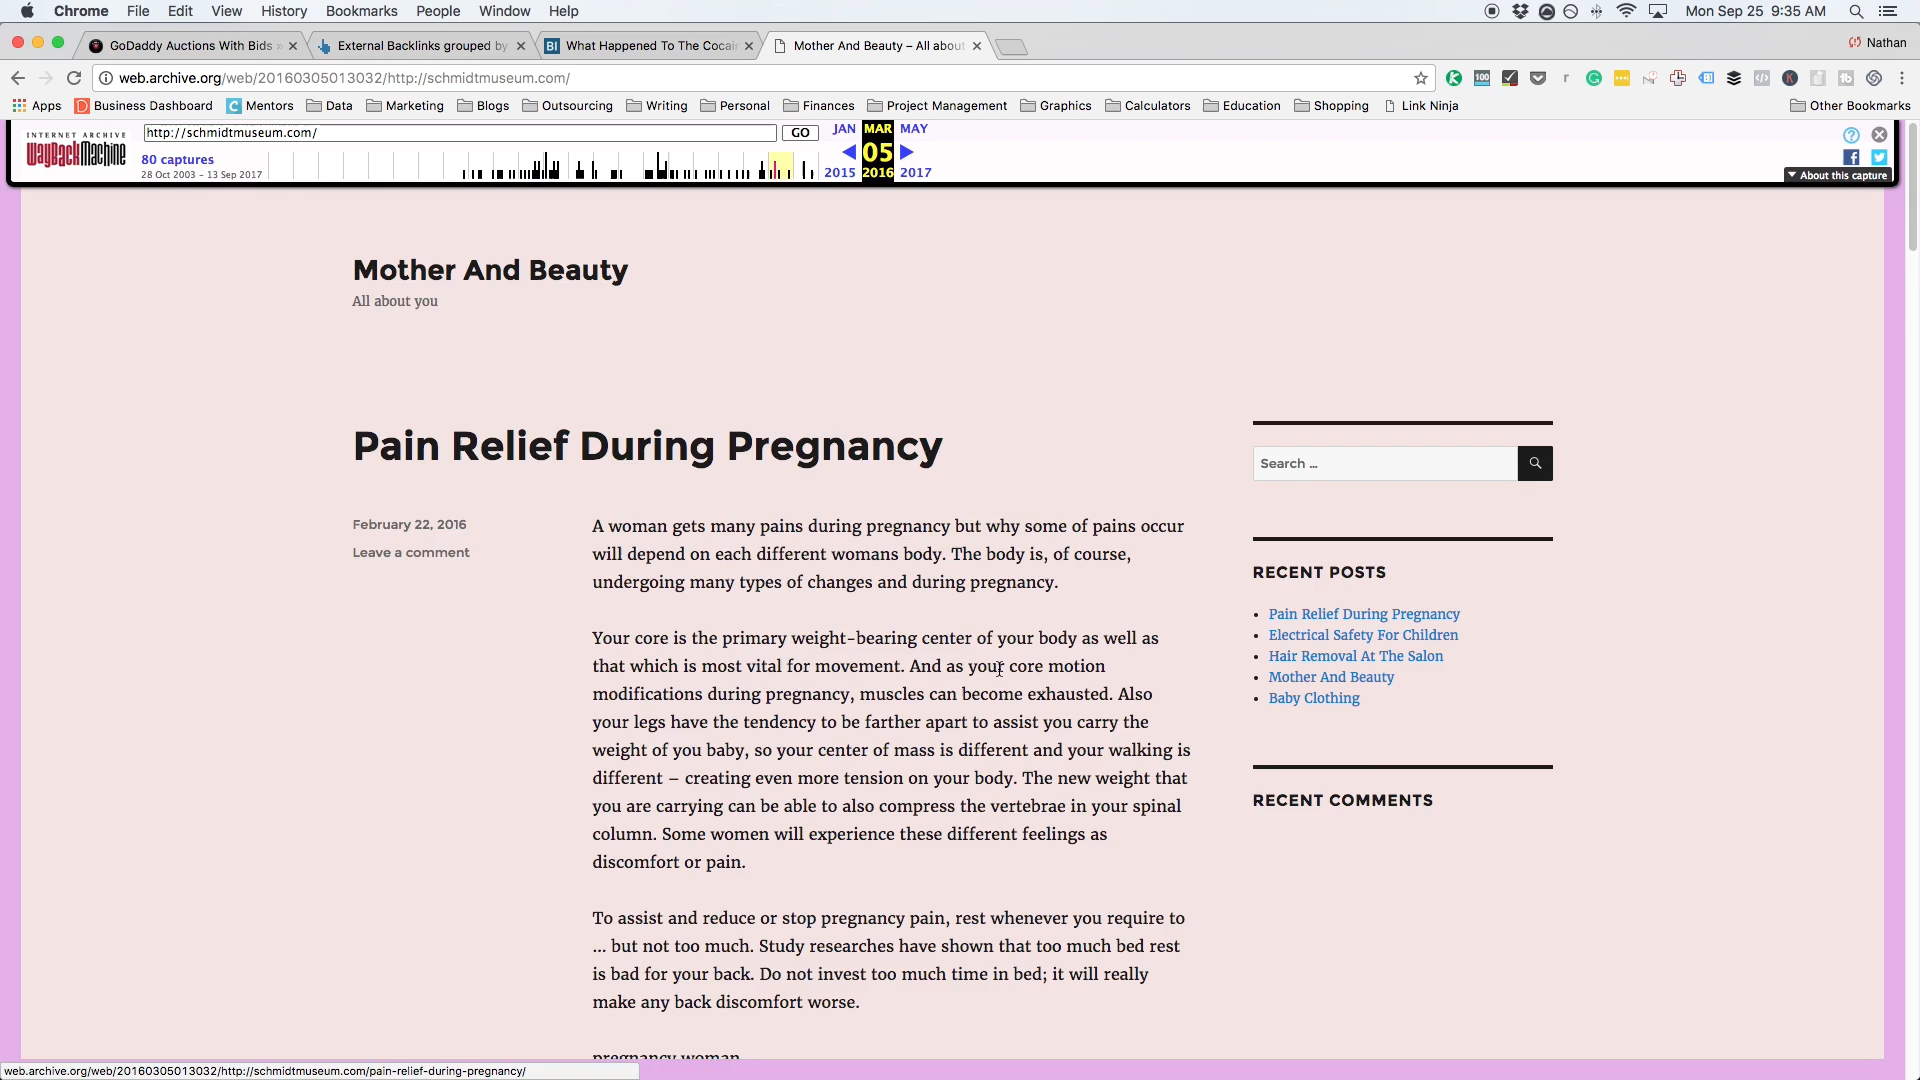 Chrome File Edit View History Bookmarks People Window Help Mon Sep 25 9:35 AM
GoDaddy Auctions With Bids External Backlinks grouped by BI What Happened To The Cocain Mother And Beauty – All about Nathan
web.archive.org/web/20160305013032/http://schmidtmuseum.com/
Apps Business Dashboard Mentors Data Marketing Blogs Outsourcing Writing Personal Finances Project Management Graphics Calculators Education Shopping Link Ninja Other Bookmarks
INTERNET ARCHIVE
WayBackMachine
http://schmidtmuseum.com/ GO JAN MAR MAY
80 captures 05
28 Oct 2003 – 13 Sep 2017 2015 2016 2017 About this capture
Mother And Beauty
All about you
Pain Relief During Pregnancy
February 22, 2016
Leave a comment
A woman gets many pains during pregnancy but why some of pains occur
will depend on each different womans body. The body is, of course,
undergoing many types of changes and during pregnancy.
Your core is the primary weight-bearing center of your body as well as
that which is most vital for movement. And as your core motion
modifications during pregnancy, muscles can become exhausted. Also
your legs have the tendency to be farther apart to assist you carry the
weight of you baby, so your center of mass is different and your walking is
different – creating even more tension on your body. The new weight that
you are carrying can be able to also compress the vertebrae in your spinal
column. Some women will experience these different feelings as
discomfort or pain.
To assist and reduce or stop pregnancy pain, rest whenever you require to
... but not too much. Study researches have shown that too much bed rest
is bad for your back. Do not invest too much time in bed; it will really
make any back discomfort worse.
pregnancy woman
Search ...
RECENT POSTS
Pain Relief During Pregnancy
Electrical Safety For Children
Hair Removal At The Salon
Mother And Beauty
Baby Clothing
RECENT COMMENTS
web.archive.org/web/20160305013032/http://schmidtmuseum.com/pain-relief-during-pregnancy/